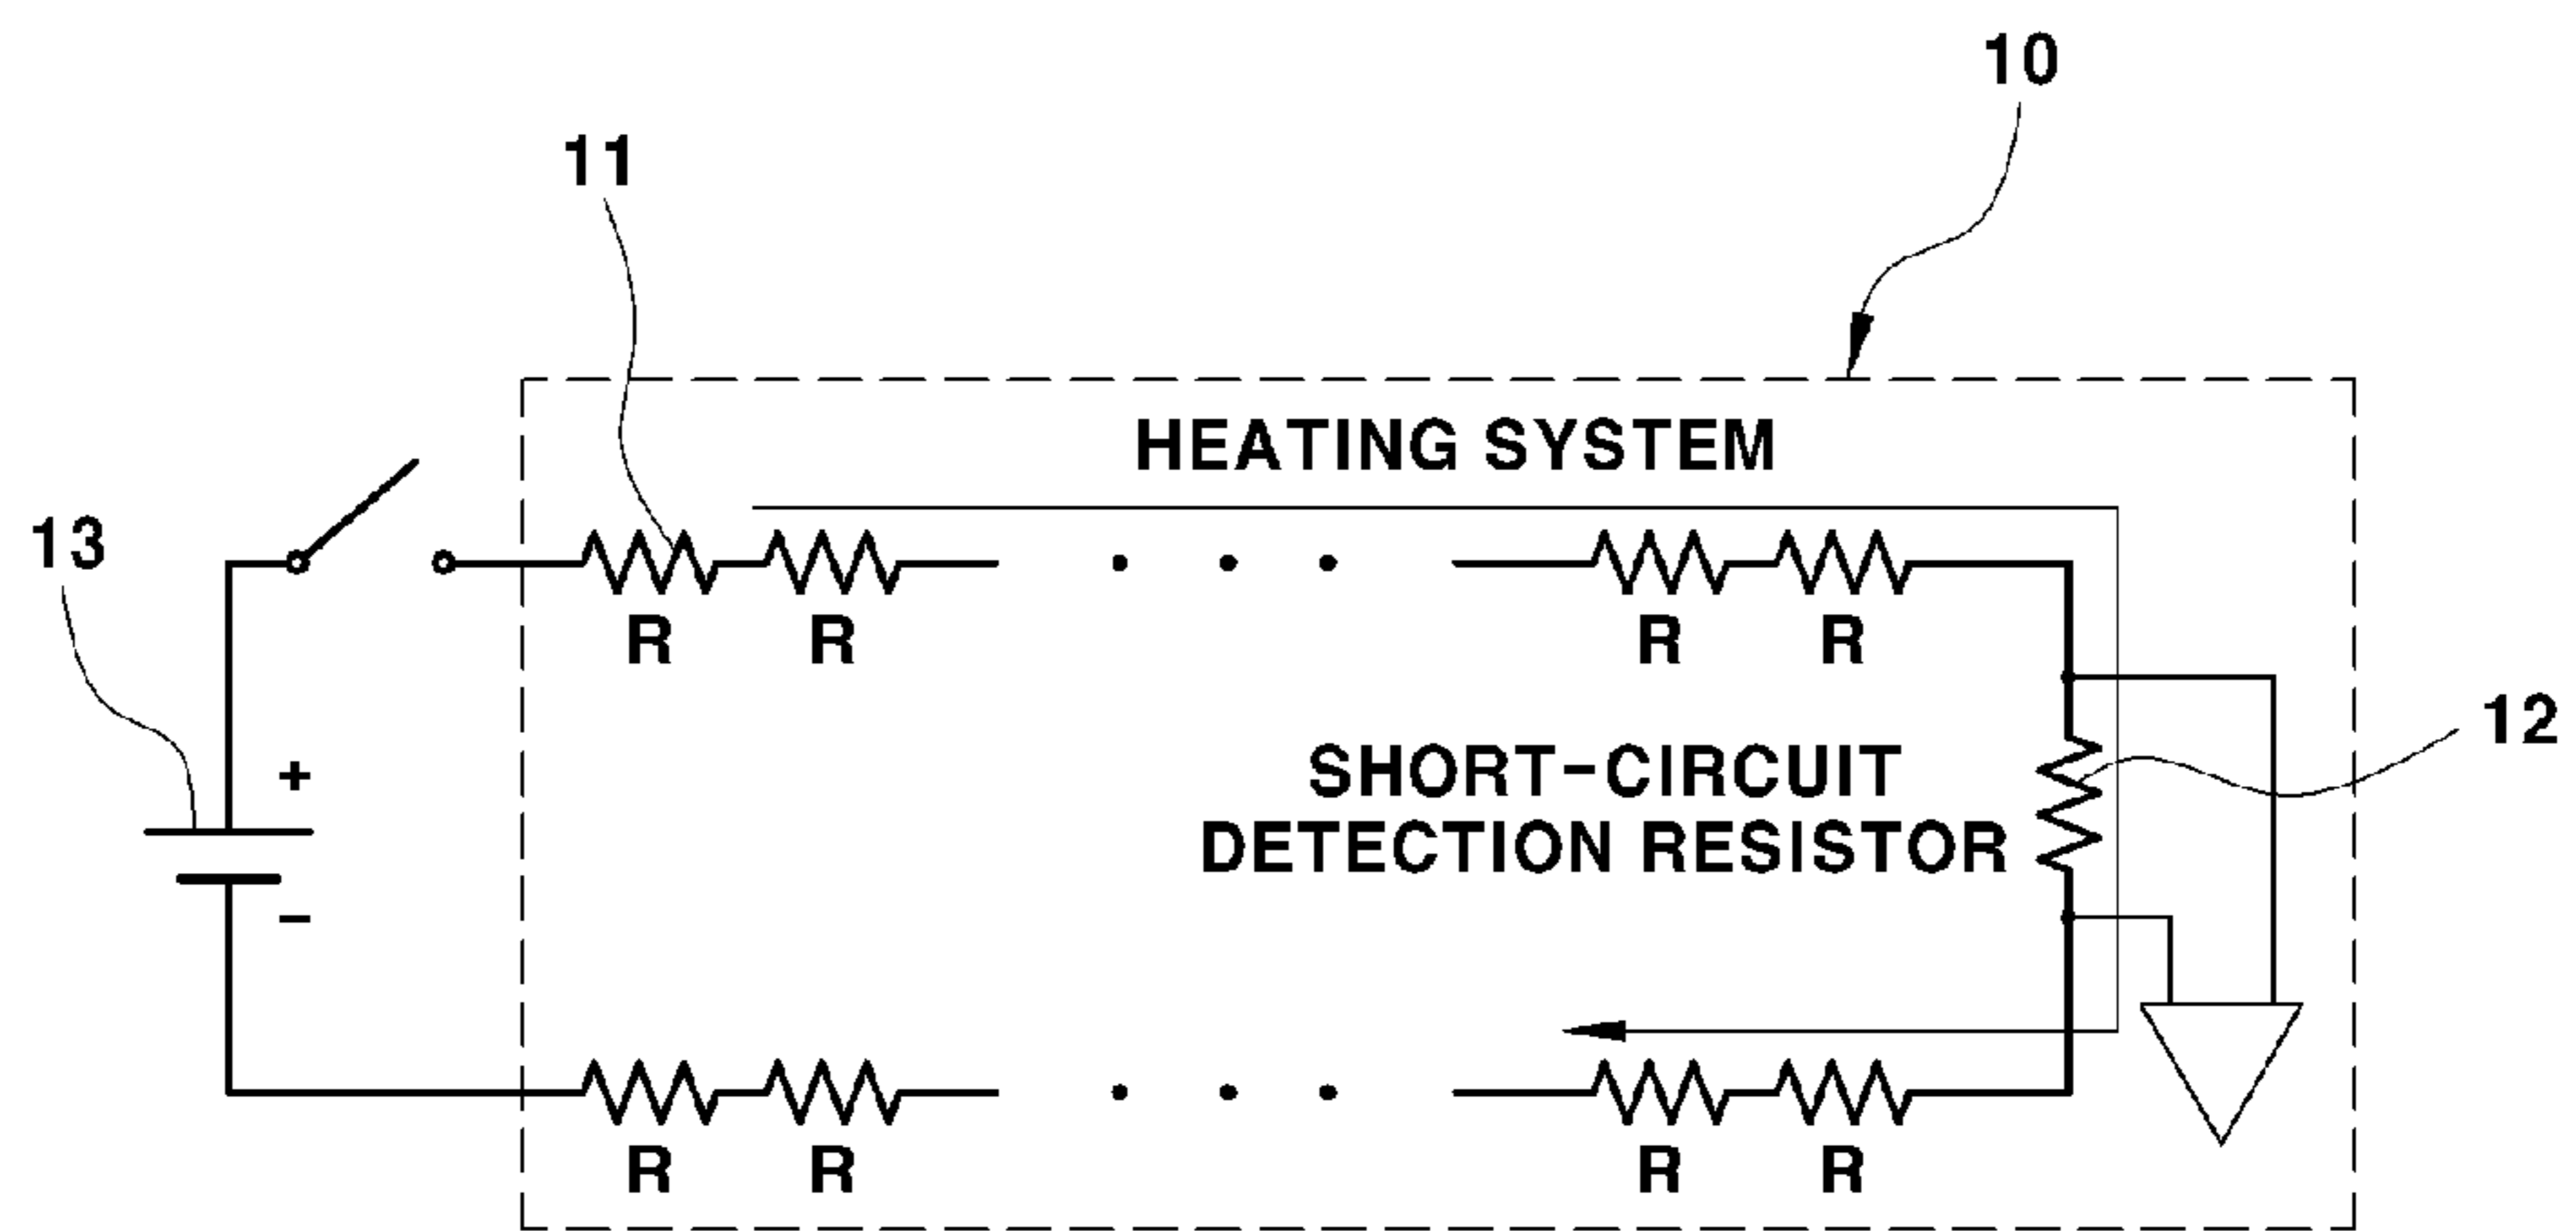 10
11
HEATING SYSTEM
13
R R R R
12
+
SHORT-CIRCUIT
DETECTION RESISTOR
−
R R R R